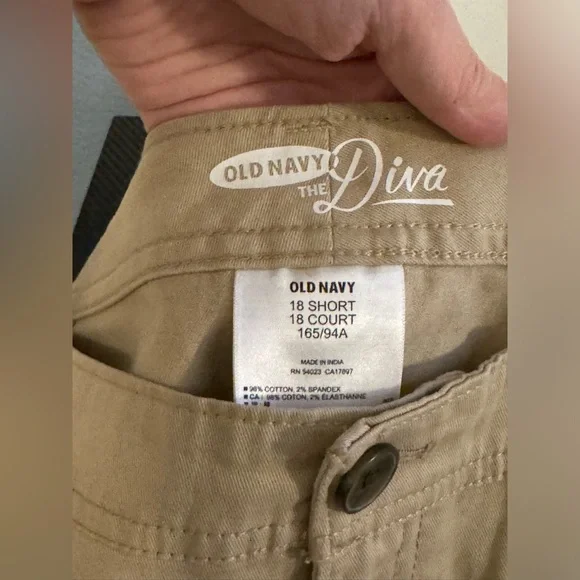 OLD NAVY
THE Diva
OLD NAVY
18 SHORT
18 COURT
165/94A
MADE IN INDIA
RN 54023 CA17897
98% COTTON, 2% SPANDEX
CA : 98% COTON, 2% ÉLASTHANNE